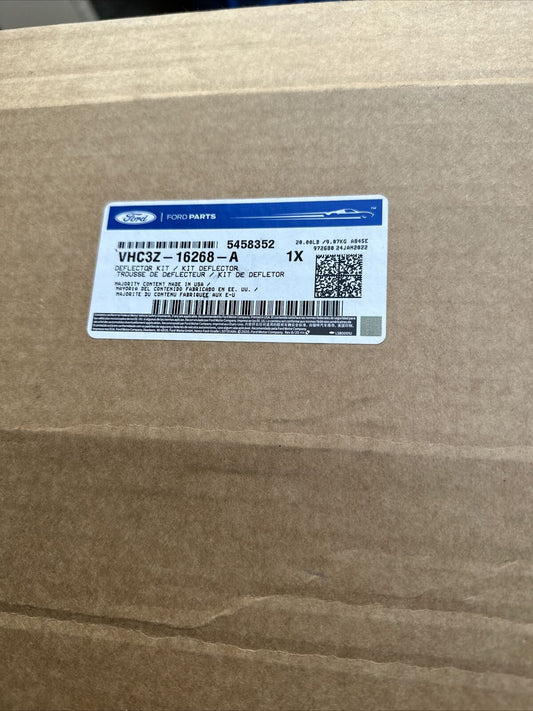 Ford FORD PARTS
5458352
20.00LB /9.07KG A845E
VHC3Z-16268-A 1X
972680 24JAN2022
DEFLECTOR KIT / KIT DEFLECTOR
TROUSSE DE DEFLECTEUR / KIT DE DEFLETOR
MAJORITY CONTENT MADE IN USA /
MAYORIA DEL CONTENIDO FABRICADO EN EE. UU. /
MAJORITE DU CONTENU FABRIQUEE AUX E-U